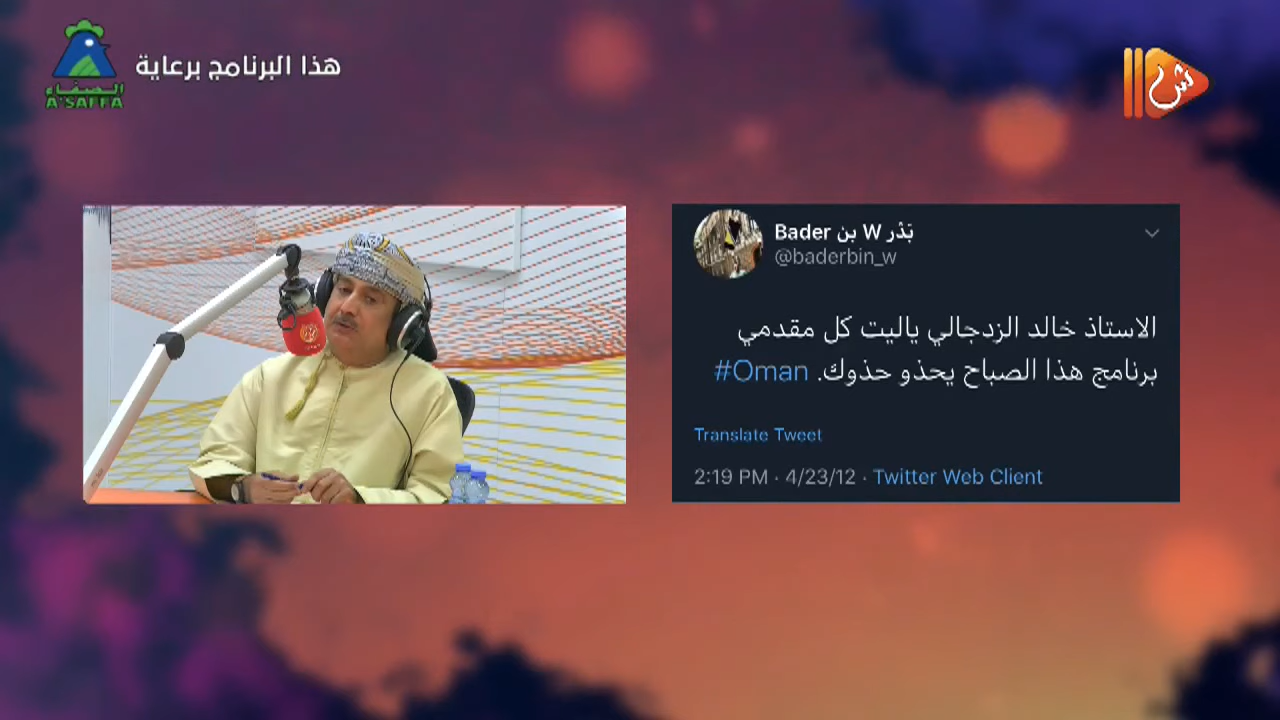 هذا البرنامج برعاية
الصفاء
A'SAFFA
ش
Bader بن W بَدْر
@baderbin_w
الاستاذ خالد الزدجالي ياليت كل مقدمي
برنامج هذا الصباح يحذو حذوك. #Oman
Translate Tweet
2:19 PM · 4/23/12 · Twitter Web Client